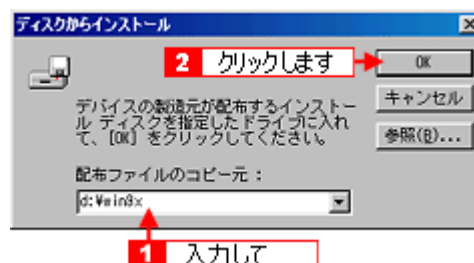 ディスクからインストール
2 クリックします
OK
デバイスの製造元が配布するインストー
ル ディスクを指定したドライブに入れ
て、[OK] をクリックしてください。
キャンセル
参照(R)...
配布ファイルのコピー元：
d:¥win9x
1 入力して